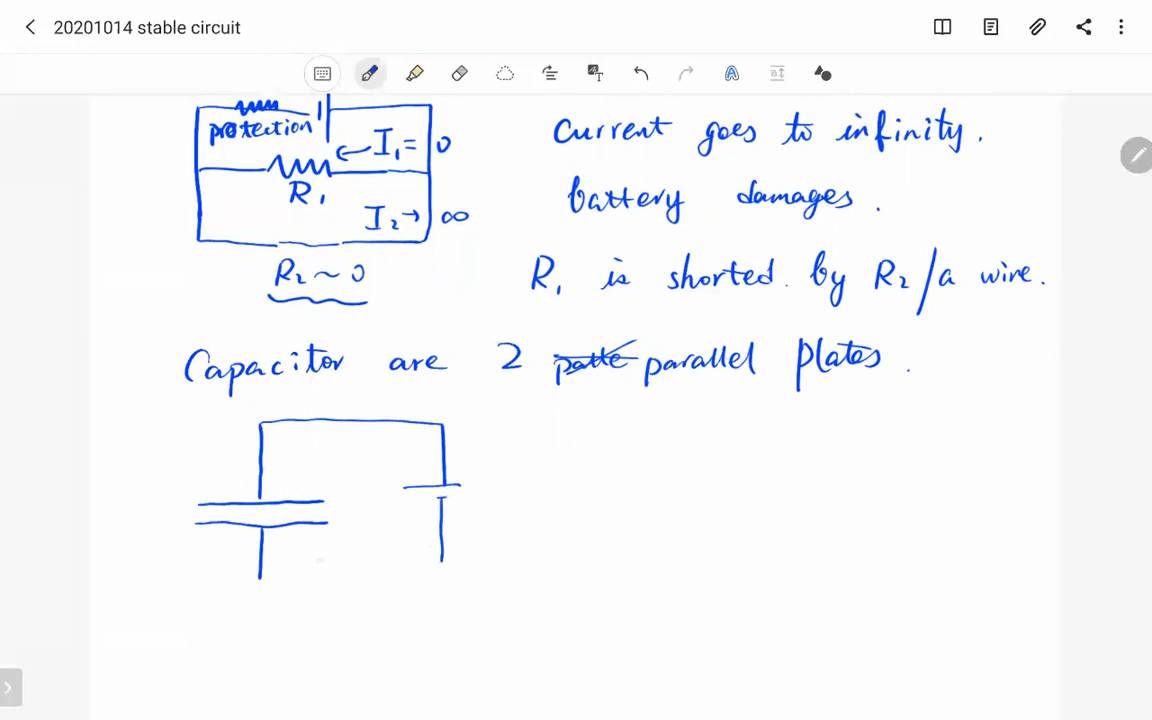 20201014 stable circuit
protection
I₁ = 0
R₁
I₂ → ∞
R₂ ~ 0
Current goes to infinity.
battery damages.
R₁ is shorted. by R₂ / a wire.
Capacitor are 2 parallel plates.